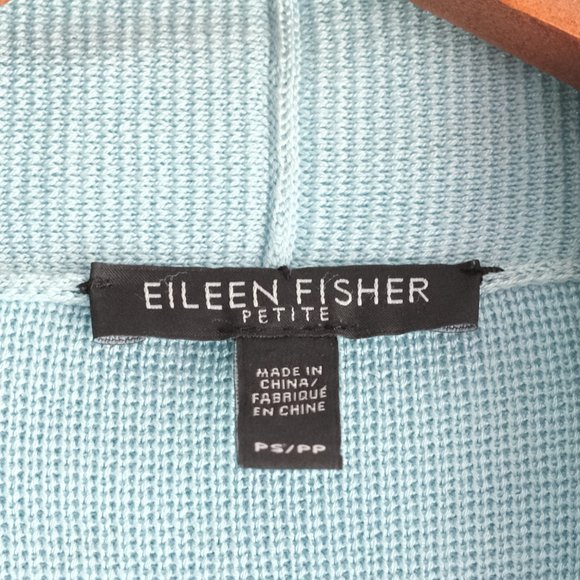 EILEEN FISHER
PETITE
MADE IN
CHINA/
FABRIQUÉ
EN CHINE
PS/PP